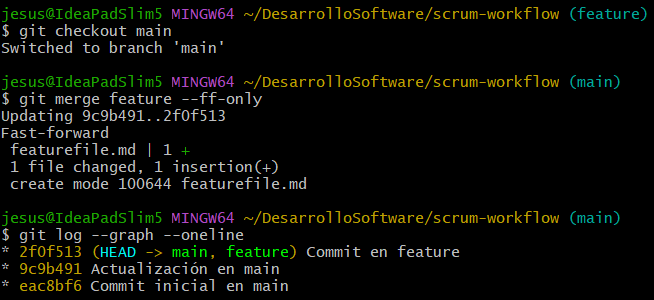 jesus@IdeaPadSlim5 MINGW64 ~/DesarrolloSoftware/scrum-workflow (feature)
$ git checkout main
Switched to branch 'main'
jesus@IdeaPadSlim5 MINGW64 ~/DesarrolloSoftware/scrum-workflow (main)
$ git merge feature --ff-only
Updating 9c9b491..2f0f513
Fast-forward
 featurefile.md | 1 +
 1 file changed, 1 insertion(+)
 create mode 100644 featurefile.md
jesus@IdeaPadSlim5 MINGW64 ~/DesarrolloSoftware/scrum-workflow (main)
$ git log --graph --oneline
* 2f0f513 (HEAD -> main, feature) Commit en feature
* 9c9b491 Actualización en main
* eac8bf6 Commit inicial en main